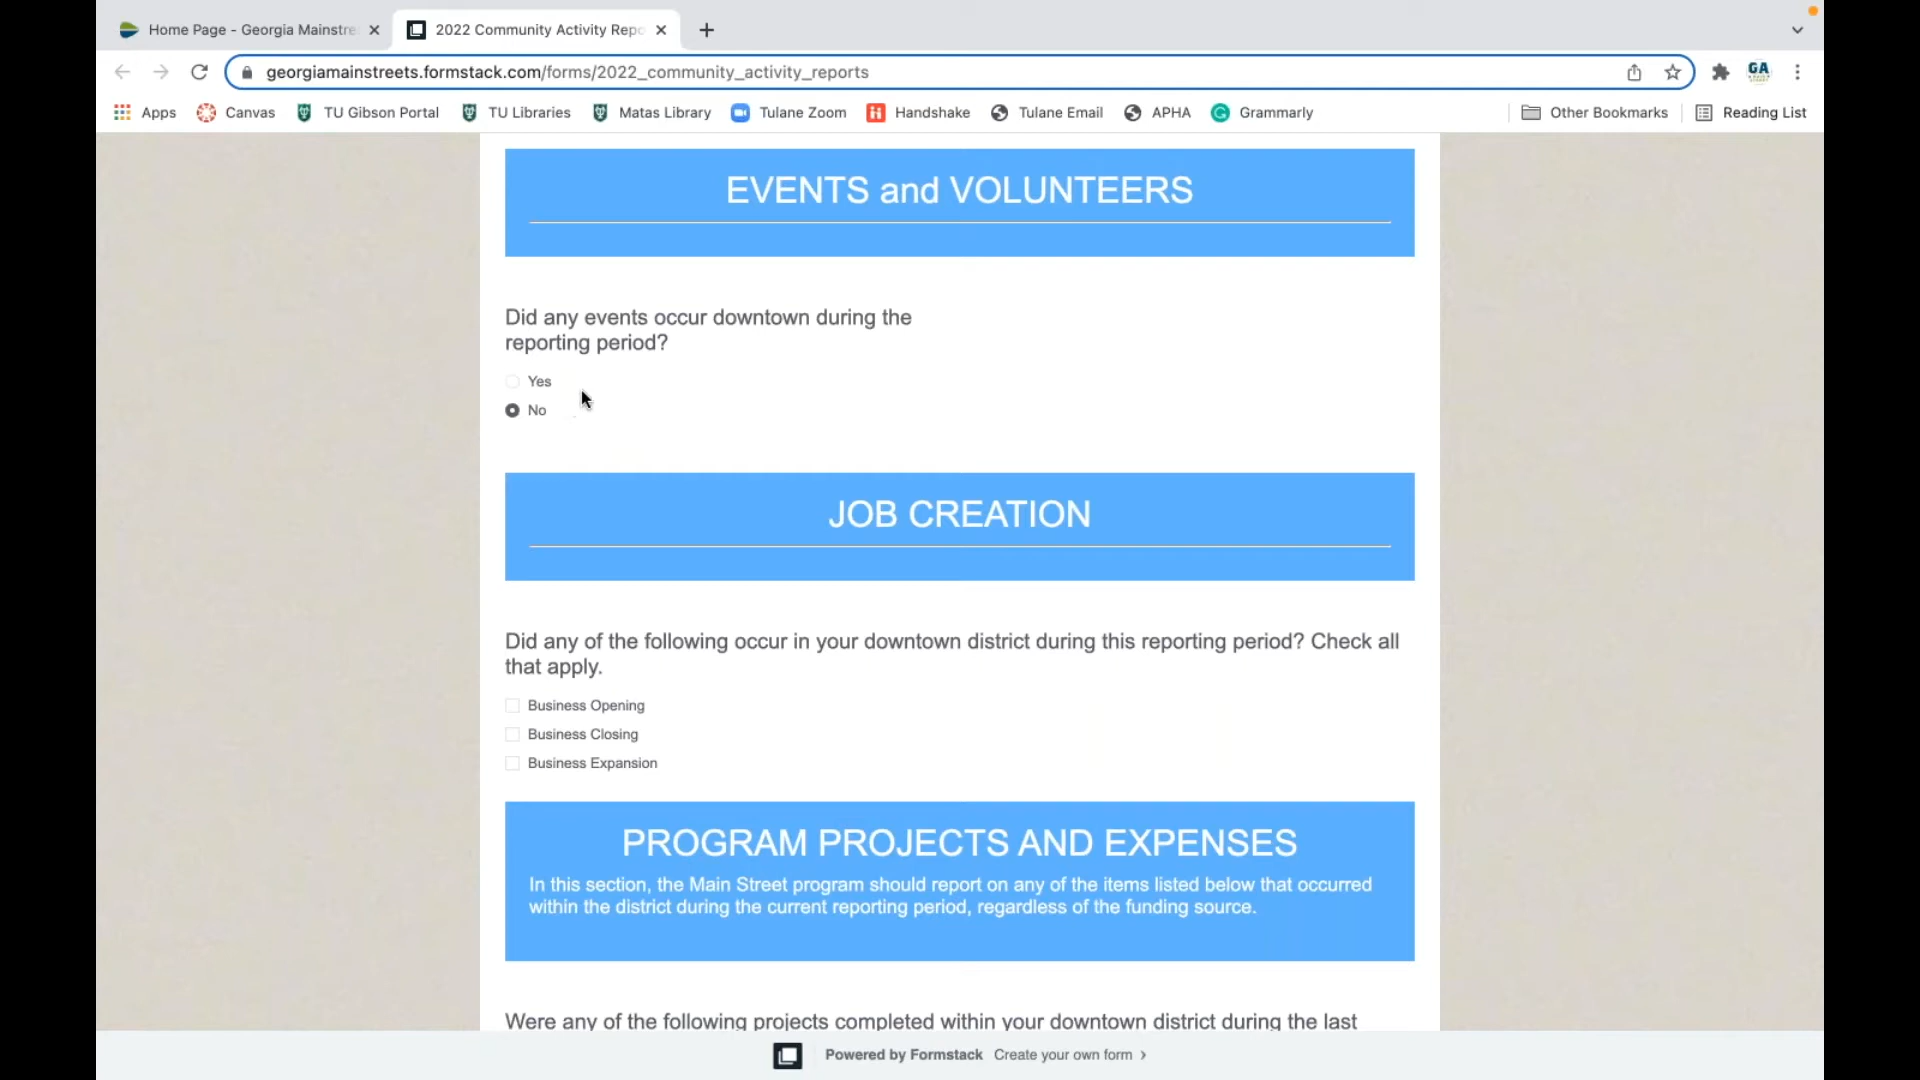 Home Page - Georgia Mainstre
2022 Community Activity Repo
georgiamainstreets.formstack.com/forms/2022_community_activity_reports
GA
Apps
Canvas
TU Gibson Portal
TU Libraries
Matas Library
Tulane Zoom
Handshake
Tulane Email
APHA
Grammarly
Other Bookmarks
Reading List
EVENTS and VOLUNTEERS
Did any events occur downtown during the
reporting period?
Yes
No
JOB CREATION
Did any of the following occur in your downtown district during this reporting period? Check all
that apply.
Business Opening
Business Closing
Business Expansion
PROGRAM PROJECTS AND EXPENSES
In this section, the Main Street program should report on any of the items listed below that occurred
within the district during the current reporting period, regardless of the funding source.
Were any of the following projects completed within your downtown district during the last
Powered by Formstack Create your own form ›